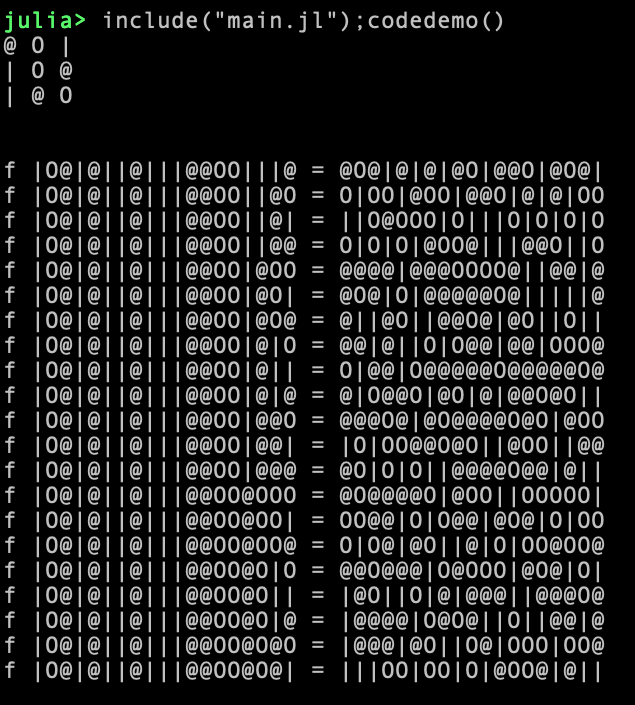 julia> include("main.jl");codedemo()
@ O |
| O @
| @ O
f |O@|@||@|||@@OO|||@ = @O@|@|@|@O|@@O|@O@|
f |O@|@||@|||@@OO||@O = O|OO|@OO|@@O|@|@|OO
f |O@|@||@|||@@OO||@| = ||O@OOO|O|||O|O|O|O
f |O@|@||@|||@@OO||@@ = O|O|O|@OO@|||@@O||O
f |O@|@||@|||@@OO|@OO = @@@@|@@@OOOO@||@@|@
f |O@|@||@|||@@OO|@O| = @O@|O|@@@@@O@|||||@
f |O@|@||@|||@@OO|@O@ = @||@O||@@O@|@O||O||
f |O@|@||@|||@@OO|@|O = @@|@||O|O@@|@@|OOO@
f |O@|@||@|||@@OO|@|| = O|@@|O@@@@@O@@@@@O@
f |O@|@||@|||@@OO|@|@ = @|O@@O|@O|@|@@O@O||
f |O@|@||@|||@@OO|@@O = @@@O@|@O@@@@O@O|@OO
f |O@|@||@|||@@OO|@@| = |O|OO@@O@O||@OO||@@
f |O@|@||@|||@@OO|@@@ = @O|O|O||@@@@O@@|@||
f |O@|@||@|||@@OO@OOO = @O@@@@O|@OO||OOOOO|
f |O@|@||@|||@@OO@OO| = OO@@|O|O@@|@O@|O|OO
f |O@|@||@|||@@OO@OO@ = O|O@|@O||@|O|OO@OO@
f |O@|@||@|||@@OO@O|O = @@O@@@|O@OOO|@O@|O|
f |O@|@||@|||@@OO@O|| = |@O||O|@|@@@||@@@O@
f |O@|@||@|||@@OO@O|@ = |@@@@|O@O@||O||@@|@
f |O@|@||@|||@@OO@O@O = |@@@|@O||O@|OOO|OO@
f |O@|@||@|||@@OO@O@| = |||OO|OO|O|@OO@|@||